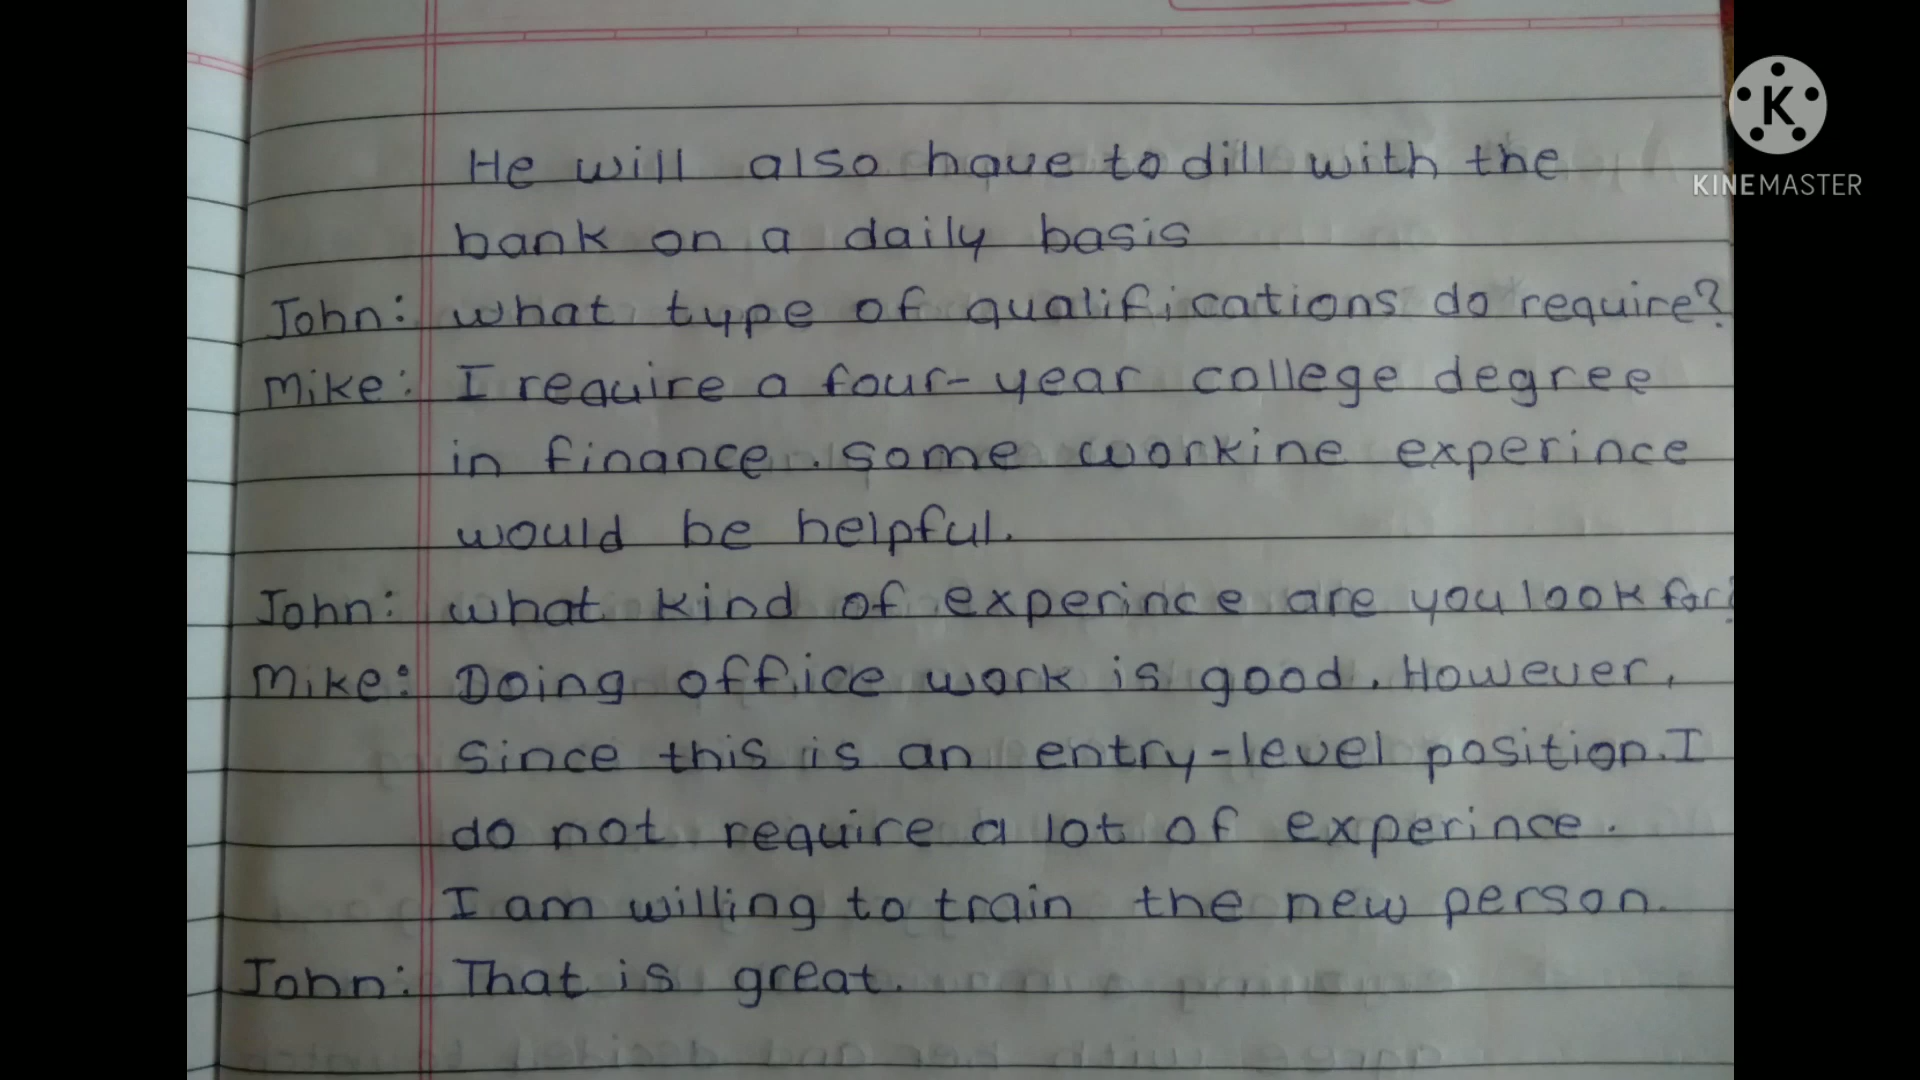 He will also have to dill with the
bank on a daily basis
John: what type of qualifications do require?
Mike: I require a four-year college degree
in finance. some workine experince
would be helpful.
John: what kind of experince are you look for?
Mike: Doing office work is good. However,
since this is an entry-level position. I
do not require a lot of experince.
I am willing to train the new person.
John: That is great.
K
KINEMASTER